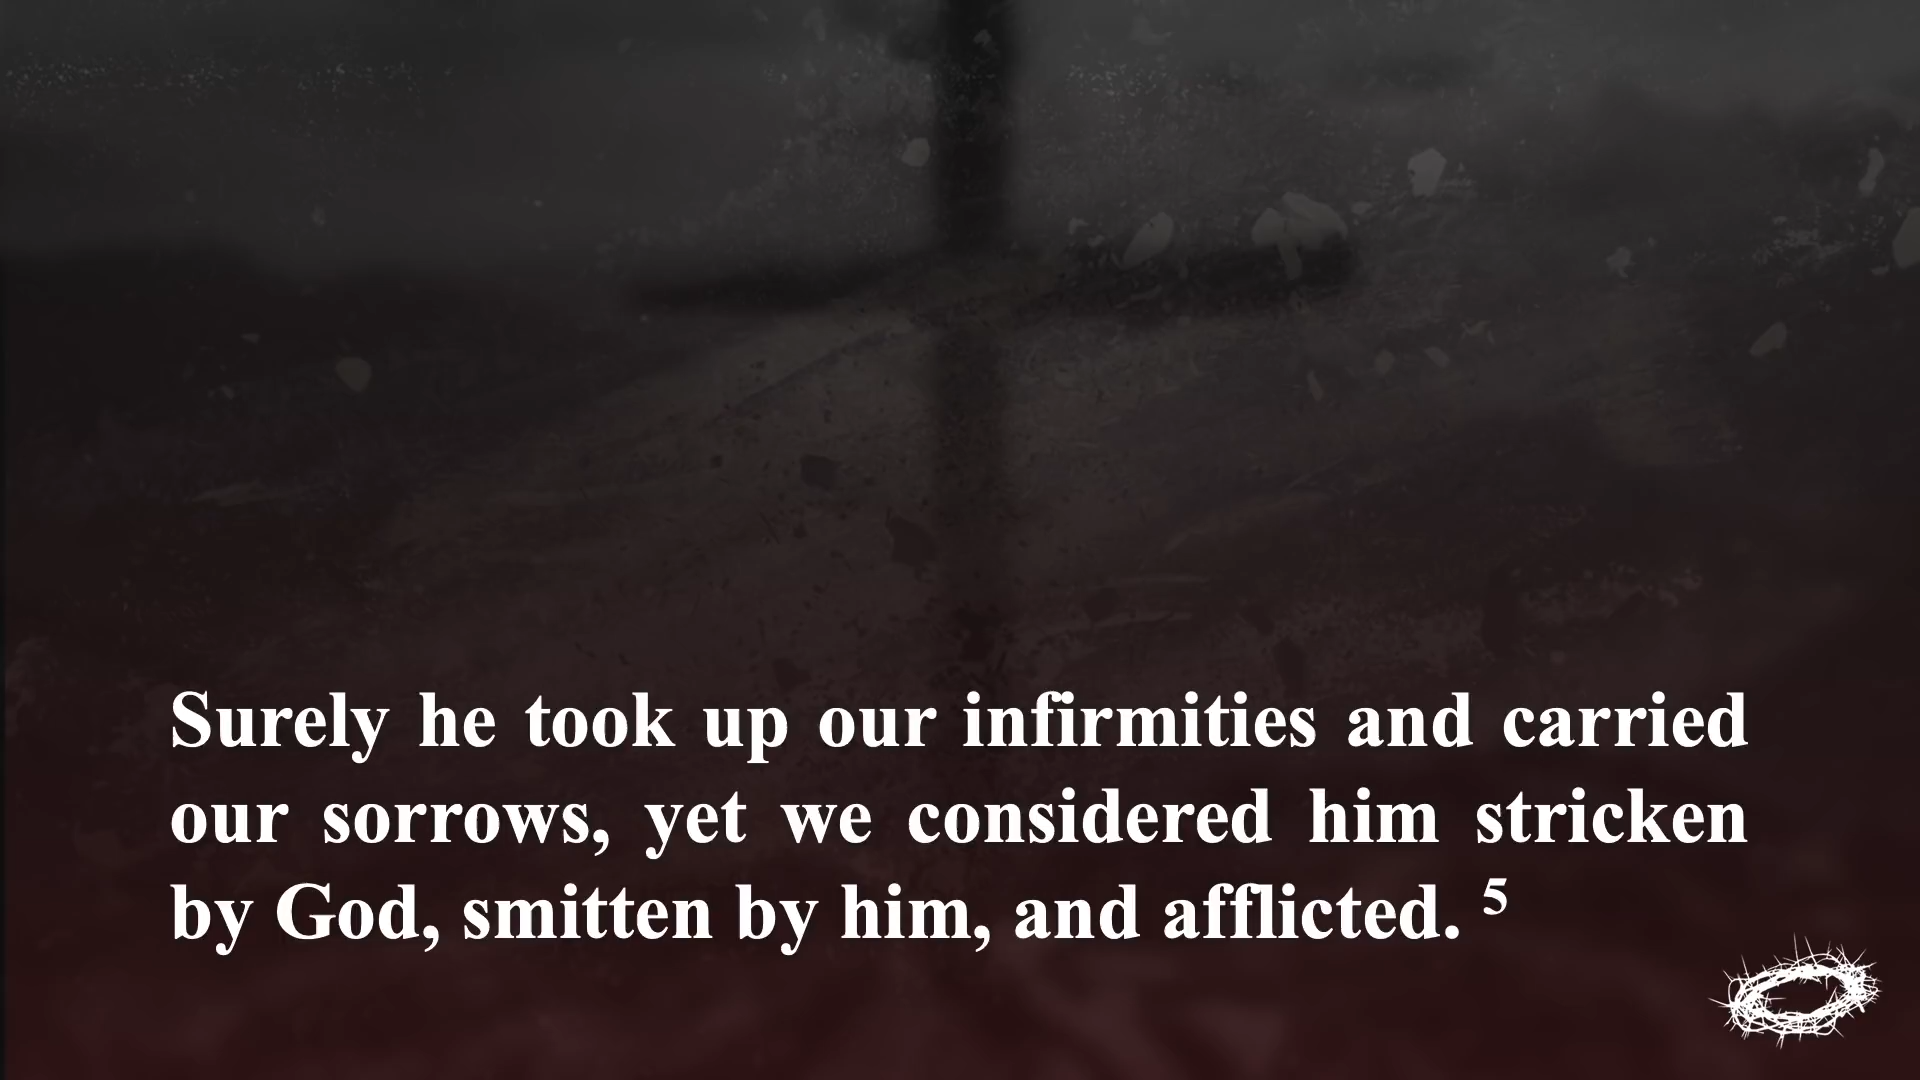 Surely he took up our infirmities and carried
our sorrows, yet we considered him stricken
by God, smitten by him, and afflicted. 5